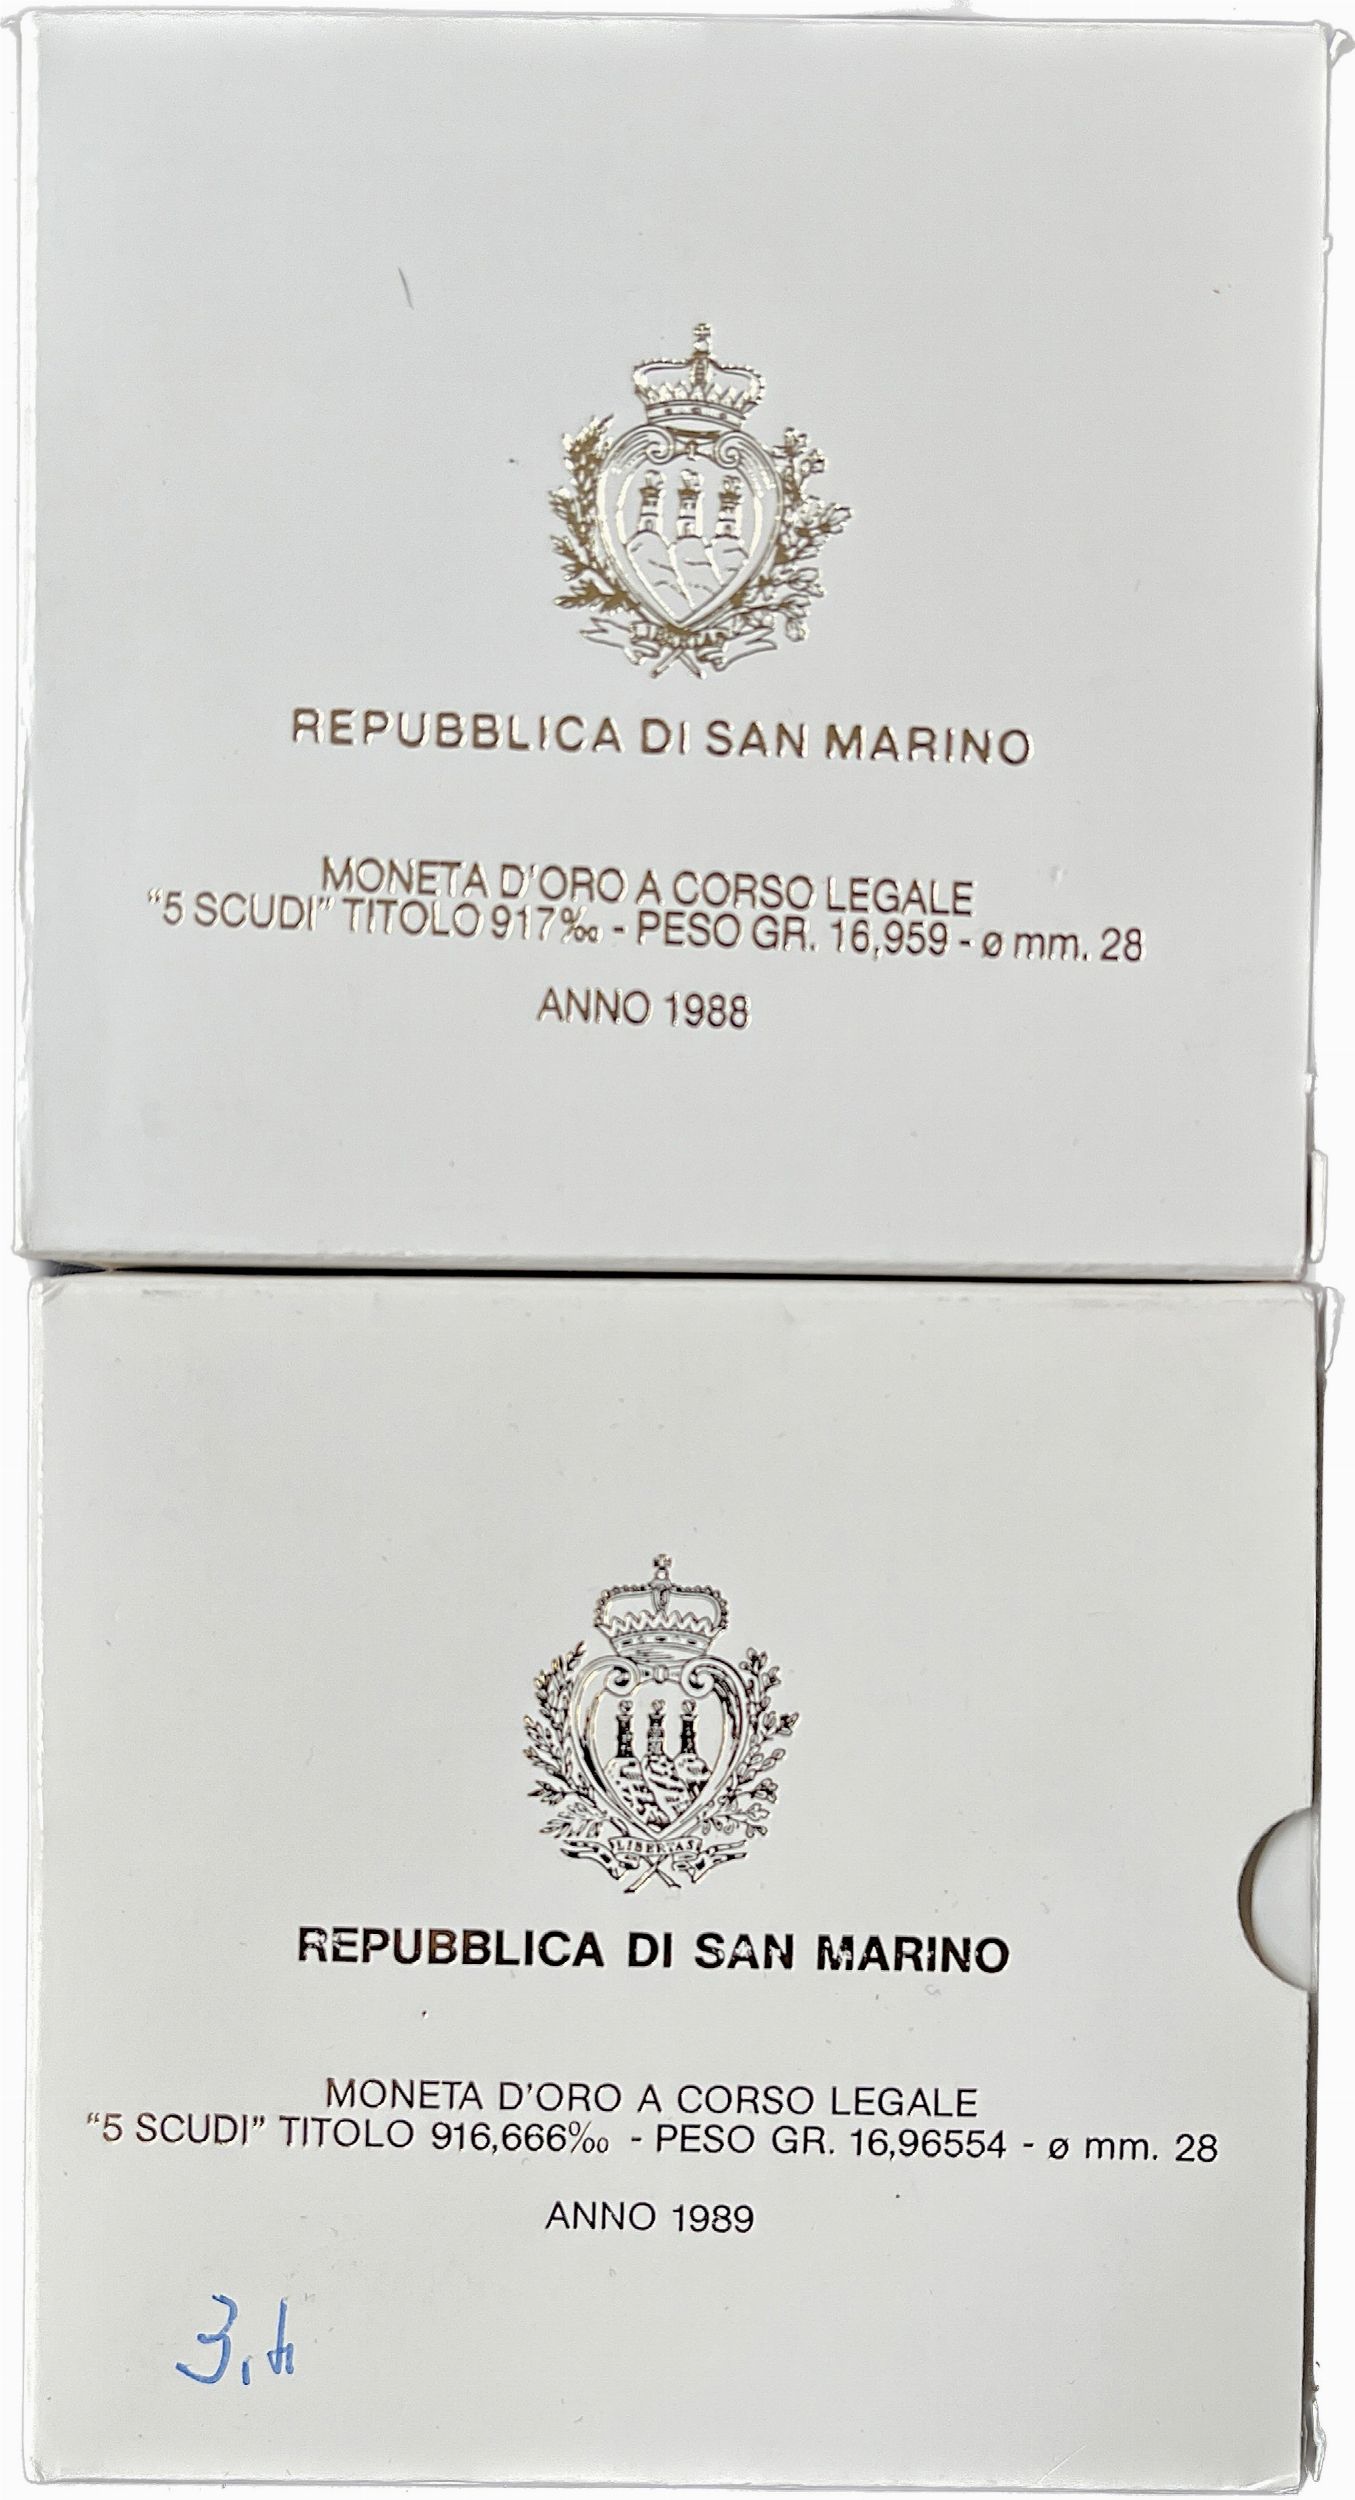 LIBERTAS
REPUBBLICA DI SAN MARINO
MONETA D'ORO A CORSO LEGALE
"5 SCUDI" TITOLO 917‰ - PESO GR. 16,959 - ø mm. 28
ANNO 1988
LIBERTAS
REPUBBLICA DI SAN MARINO
MONETA D'ORO A CORSO LEGALE
"5 SCUDI" TITOLO 916,666‰ - PESO GR. 16,96554 - ø mm. 28
ANNO 1989